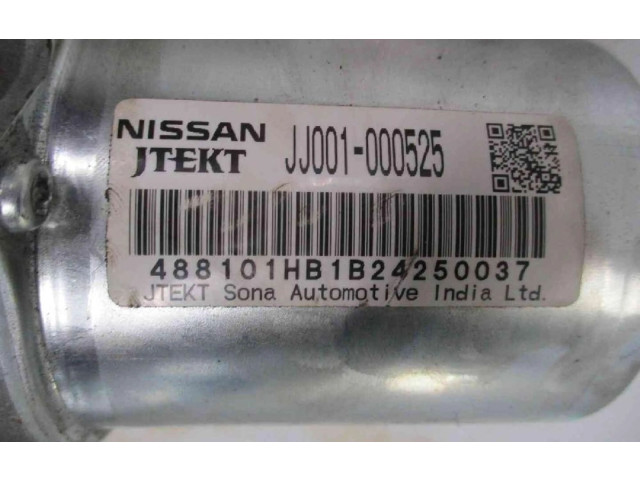 NISSAN
JTEKT JJ001-000525
488101HB1B24250037
JTEKT Sona Automotive India Ltd.